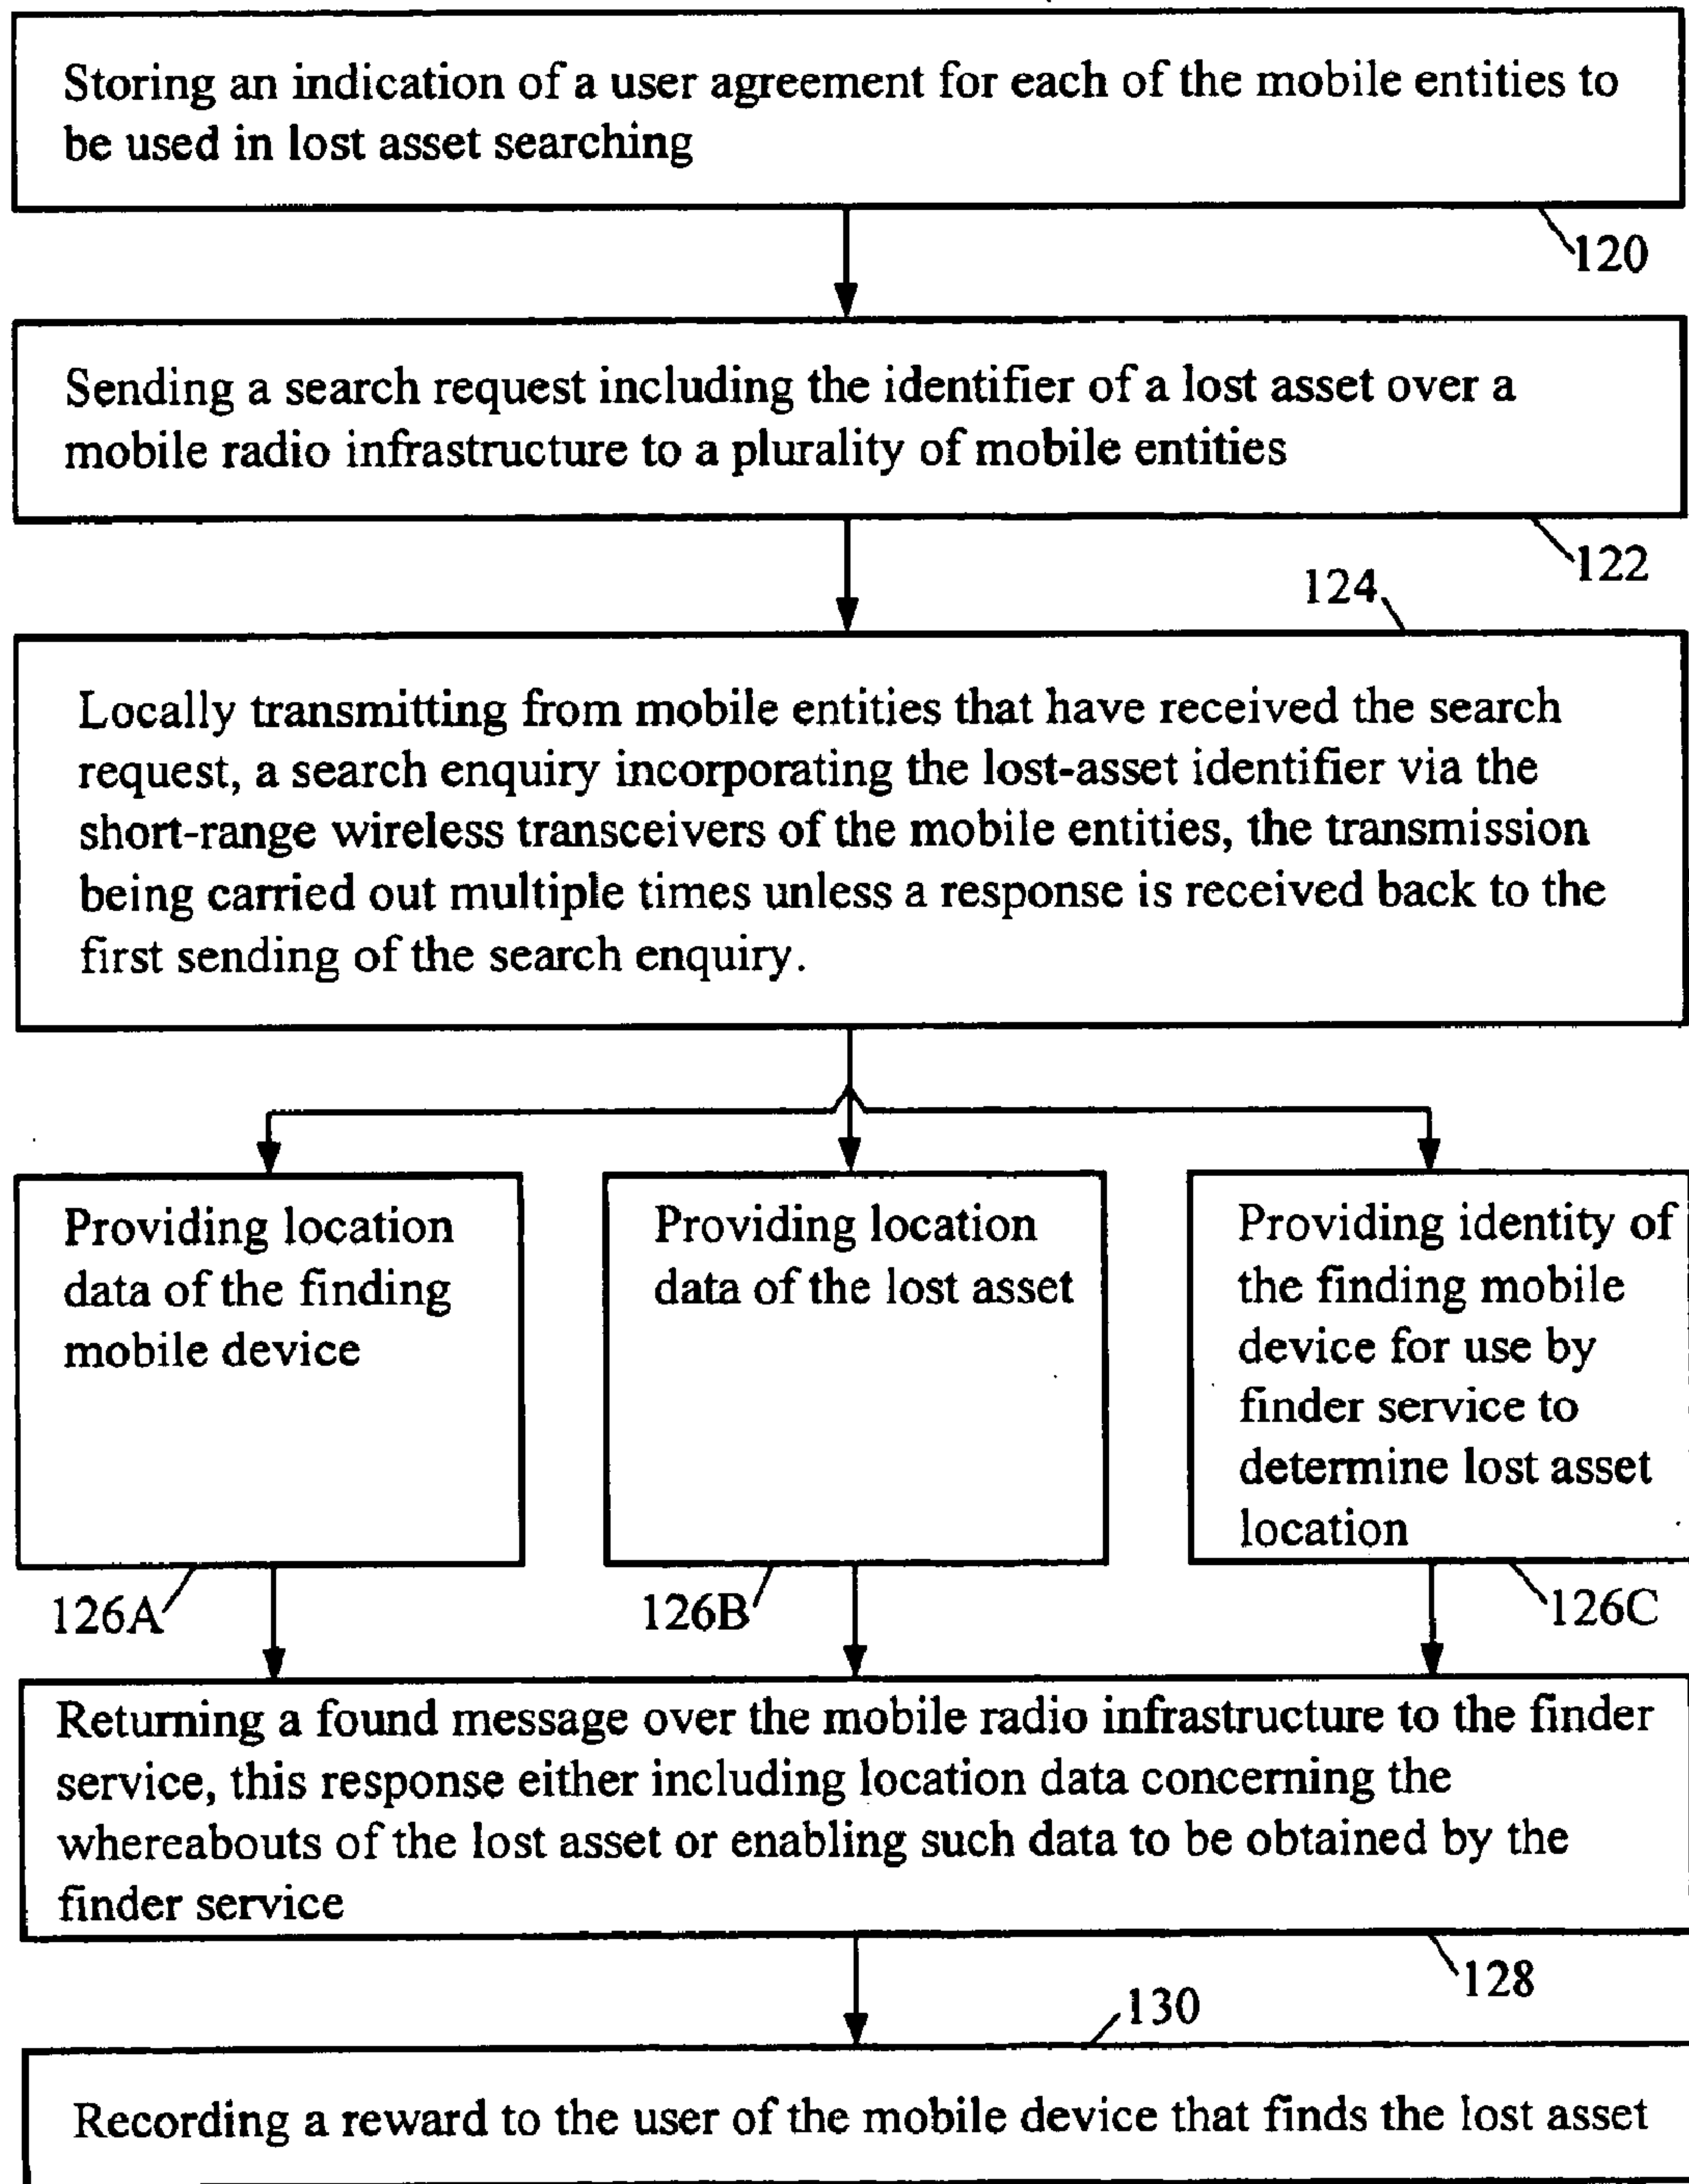 Storing an indication of a user agreement for each of the mobile entities to
be used in lost asset searching
120
Sending a search request including the identifier of a lost asset over a
mobile radio infrastructure to a plurality of mobile entities
122
124
Locally transmitting from mobile entities that have received the search
request, a search enquiry incorporating the lost-asset identifier via the
short-range wireless transceivers of the mobile entities, the transmission
being carried out multiple times unless a response is received back to the
first sending of the search enquiry.
Providing location
data of the finding
mobile device
126A
Providing location
data of the lost asset
126B
Providing identity of
the finding mobile
device for use by
finder service to
determine lost asset
location
126C
Returning a found message over the mobile radio infrastructure to the finder
service, this response either including location data concerning the
whereabouts of the lost asset or enabling such data to be obtained by the
finder service
128
130
Recording a reward to the user of the mobile device that finds the lost asset